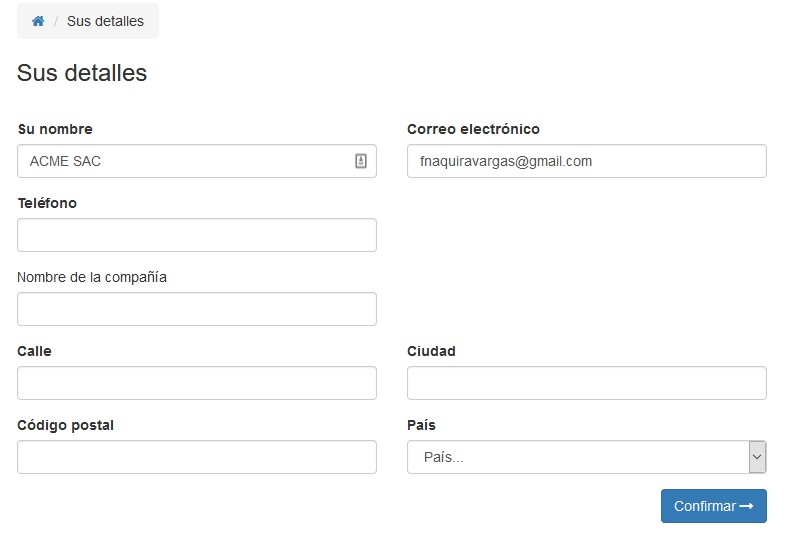 / Sus detalles
Sus detalles
Su nombre
Correo electrónico
ACME SAC
fnaquiravargas@gmail.com
Teléfono
Nombre de la compañía
Calle
Ciudad
Código postal
País
País...
Confirmar